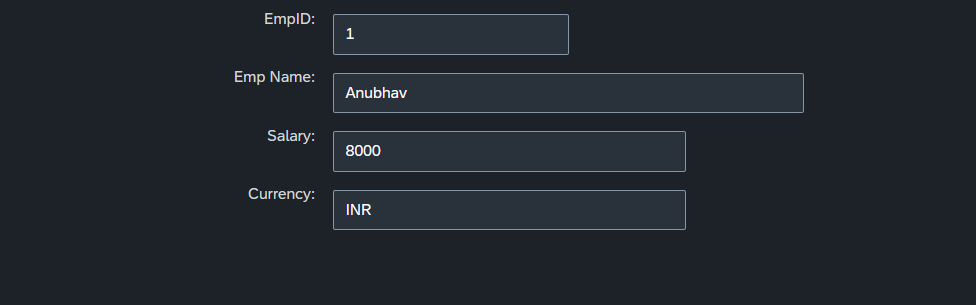 EmpID: 1
Emp Name: Anubhav
Salary: 8000
Currency: INR